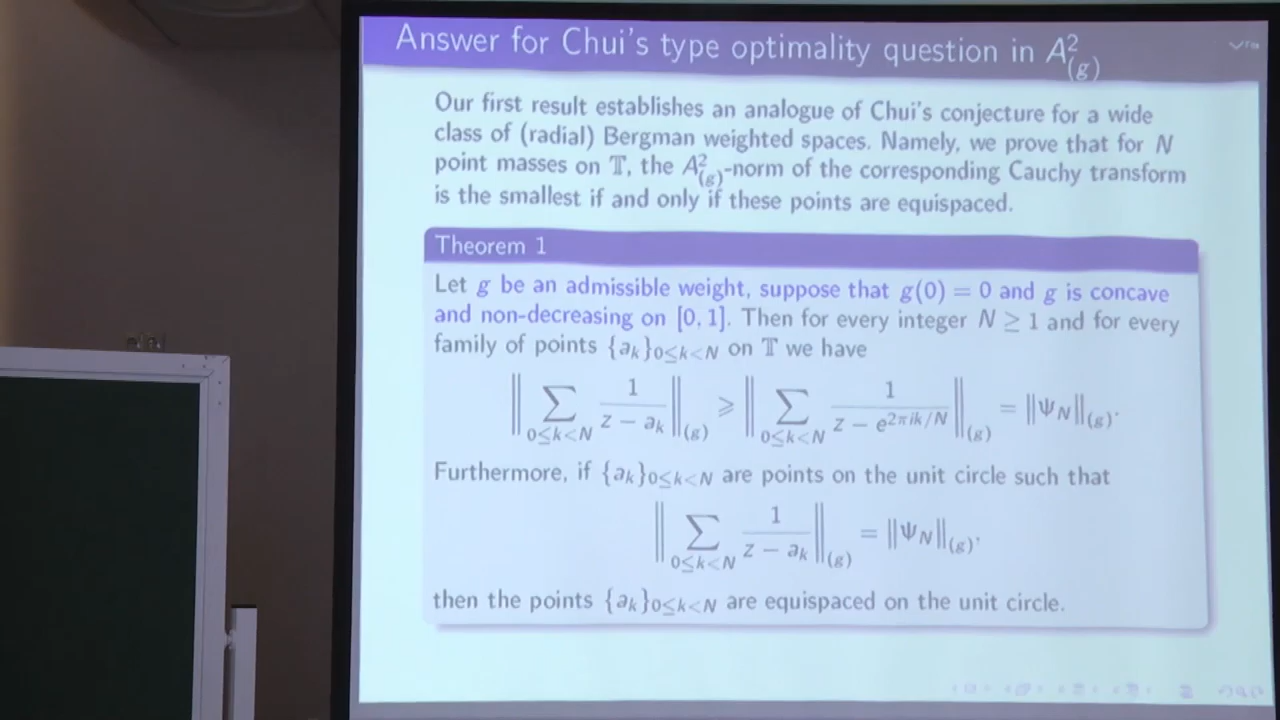 Answer for Chui's type optimality question in A²₍g₎
Our first result establishes an analogue of Chui's conjecture for a wide
class of (radial) Bergman weighted spaces. Namely, we prove that for N
point masses on 𝕋, the A²₍g₎-norm of the corresponding Cauchy transform
is the smallest if and only if these points are equispaced.
Theorem 1
Let g be an admissible weight, suppose that g(0) = 0 and g is concave
and non-decreasing on [0, 1]. Then for every integer N ≥ 1 and for every
family of points {a_k}_{0≤k<N} on 𝕋 we have
‖ ∑_{0≤k<N} 1/(z − a_k) ‖_{(g)} ⩾ ‖ ∑_{0≤k<N} 1/(z − e^{2πik/N}) ‖_{(g)} = ‖Ψ_N‖_{(g)}.
Furthermore, if {a_k}_{0≤k<N} are points on the unit circle such that
‖ ∑_{0≤k<N} 1/(z − a_k) ‖_{(g)} = ‖Ψ_N‖_{(g)}.
then the points {a_k}_{0≤k<N} are equispaced on the unit circle.